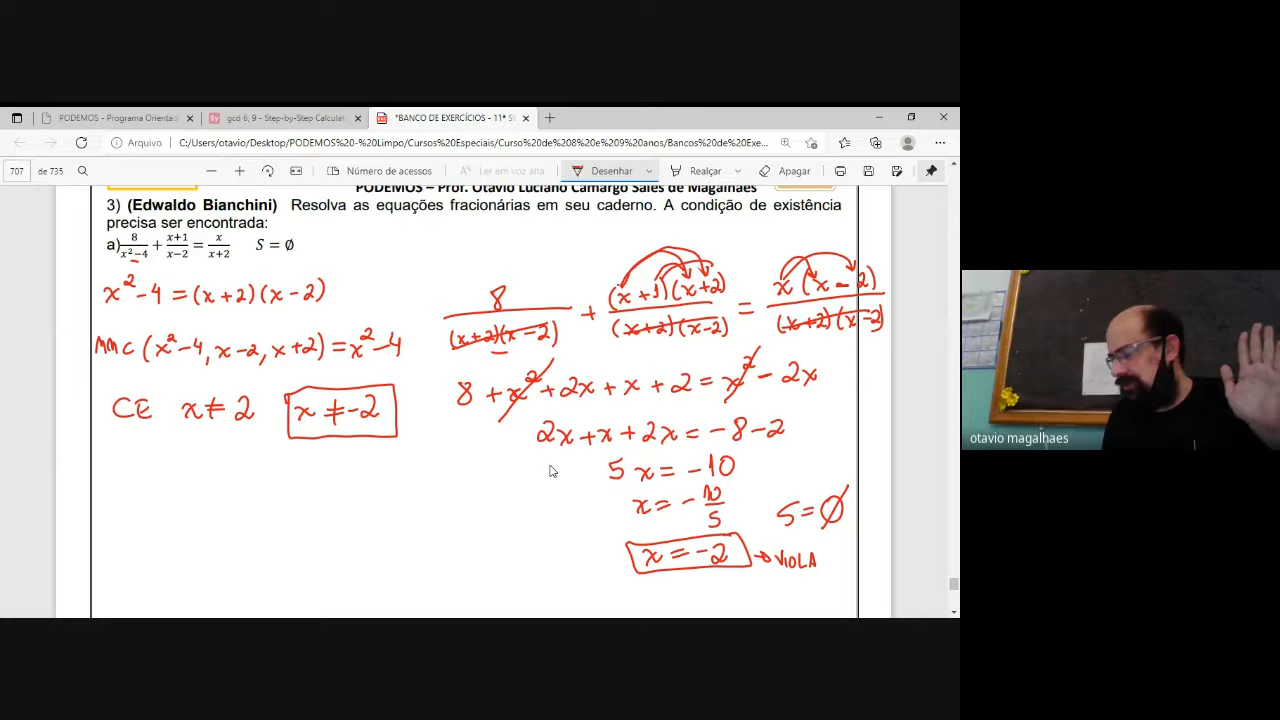 PODEMOS - Programa Orientad
gcd 6, 9 - Step-by-Step Calculat
*BANCO DE EXERCÍCIOS - 11ª SE
Arquivo
C:/Users/otavio/Desktop/PODEMOS%20-%20Limpo/Cursos%20Especiais/Curso%20de%208%20e%209%20anos/Bancos%20de%20Exe...
707 de 735
Número de acessos
Ler em voz alta
Desenhar
Realçar
Apagar
PODEMOS – Prof. Otávio Luciano Camargo Sales de Magalhães
3) (Edwaldo Bianchini) Resolva as equações fracionárias em seu caderno. A condição de existência
precisa ser encontrada:
a) 8/(x²−4) + (x+1)/(x−2) = x/(x+2) S = ∅
x² - 4 = (x+2)(x-2)
MMC (x²-4, x-2, x+2) = x²-4
CE x ≠ 2 x ≠ -2
8/((x+2)(x-2)) + (x+1)(x+2)/((x+2)(x-2)) = x(x-2)/((x+2)(x-2))
8 + x² + 2x + x + 2 = x² - 2x
2x + x + 2x = -8 - 2
5x = -10
x = -10/5
S = ∅
x = -2 → VIOLA
otavio magalhaes